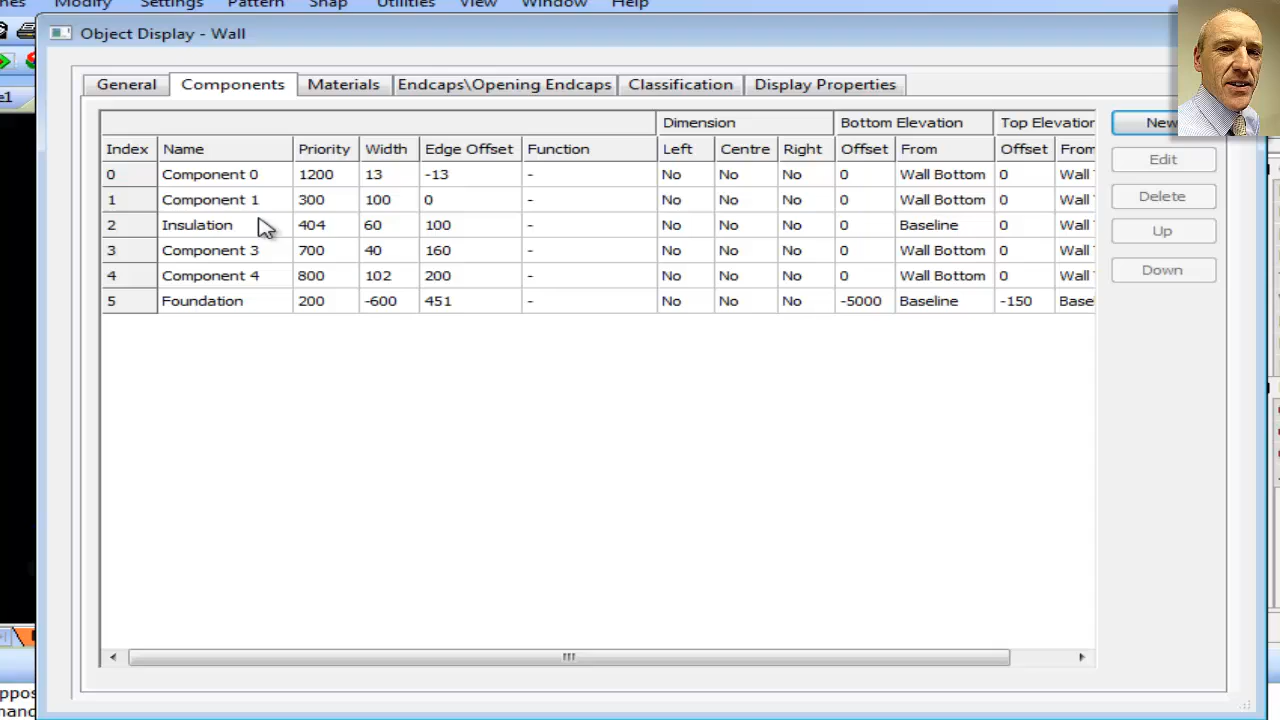 Modify Settings Pattern Snap Utilities View Window Help
Object Display - Wall
General Components Materials Endcaps\Opening Endcaps Classification Display Properties
Dimension Bottom Elevation Top Elevation New
Index Name Priority Width Edge Offset Function Left Centre Right Offset From Offset From
0 Component 0 1200 13 -13 - No No No 0 Wall Bottom 0 Wall
Edit
1 Component 1 300 100 0 - No No No 0 Wall Bottom 0 Wall
Delete
2 Insulation 404 60 100 - No No No 0 Baseline 0 Wall
Up
3 Component 3 700 40 160 - No No No 0 Wall Bottom 0 Wall
Down
4 Component 4 800 102 200 - No No No 0 Wall Bottom 0 Wall
5 Foundation 200 -600 451 - No No No -5000 Baseline -150 Basel